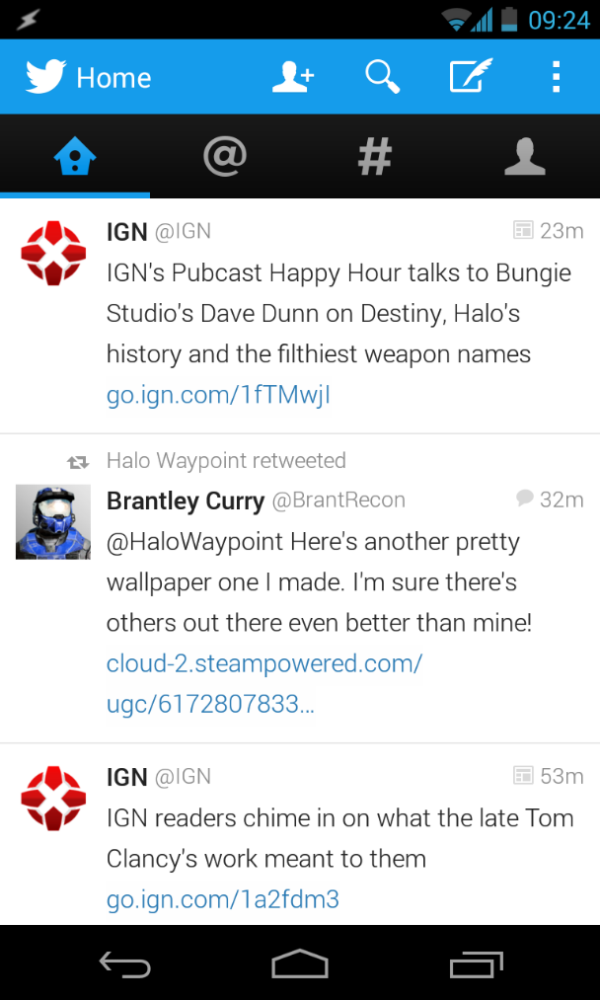 09:24
Home
@
#
IGN @IGN 23m
IGN's Pubcast Happy Hour talks to Bungie
Studio's Dave Dunn on Destiny, Halo's
history and the filthiest weapon names
go.ign.com/1fTMwjI
Halo Waypoint retweeted
Brantley Curry @BrantRecon 32m
@HaloWaypoint Here's another pretty
wallpaper one I made. I'm sure there's
others out there even better than mine!
cloud-2.steampowered.com/
ugc/6172807833…
IGN @IGN 53m
IGN readers chime in on what the late Tom
Clancy's work meant to them
go.ign.com/1a2fdm3